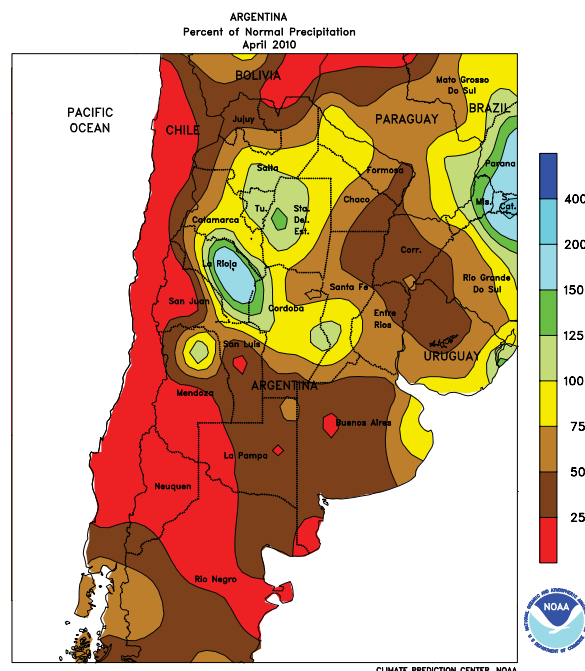 ARGENTINA
Percent of Normal Precipitation
April 2010
BOLIVIA
Mato Grosso
Do Sul
PACIFIC
OCEAN
BRAZIL
Jujuy
PARAGUAY
CHILE
Parana
Salta
Formosa
Chaco
Tu.
Sta.
Del
Est.
Mis.
Cat.
Catamarca
Corr.
La Rioja
Rio Grande
Do Sul
Santa Fe
San Juan
Cordoba
Entre
Rios
San Luis
URUGUAY
ARGENTINA
Mendoza
Buenos Aires
La Pampa
Neuquen
Rio Negro
400
200
150
125
100
75
50
25
NOAA
CLIMATE PREDICTION CENTER, NOAA